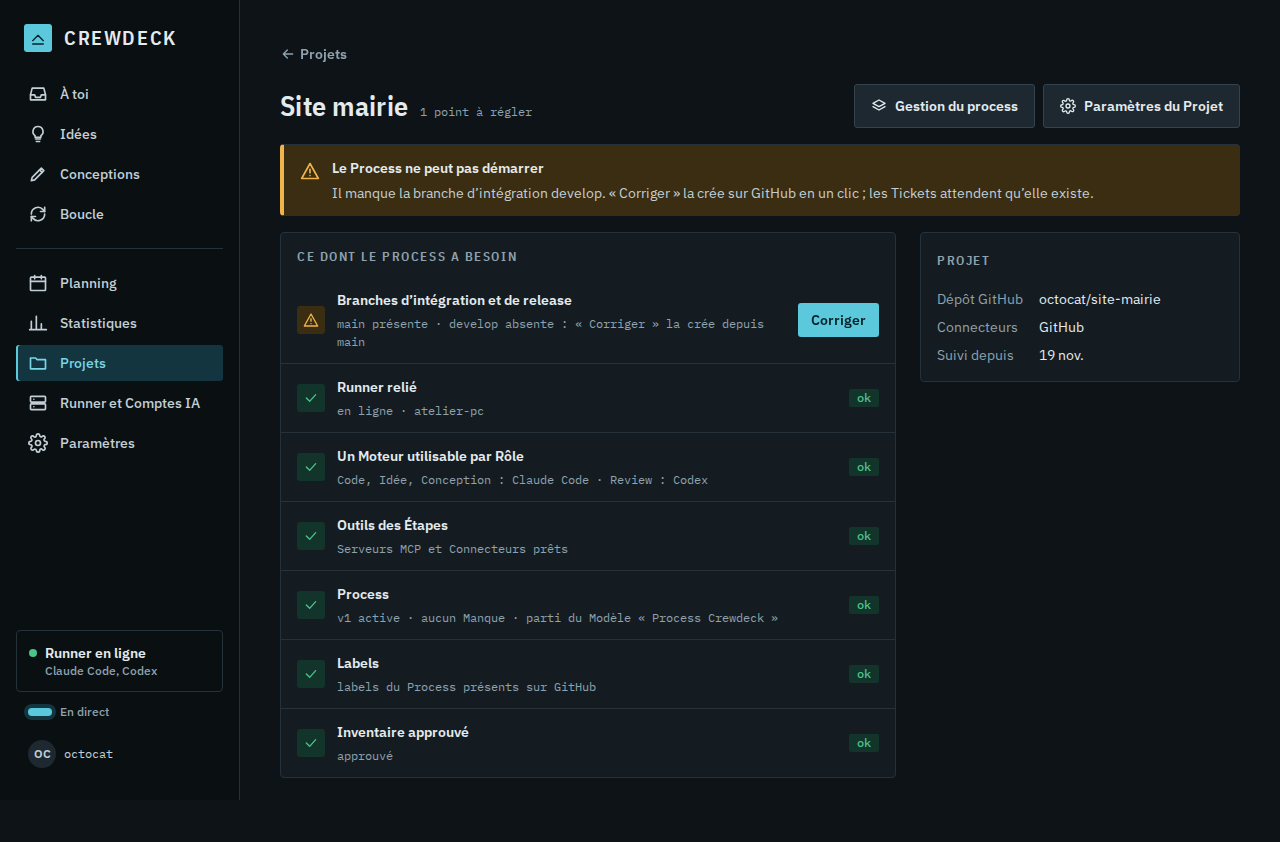 CREWDECK
À toi
Idées
Conceptions
Boucle
Planning
Statistiques
Projets
Runner et Comptes IA
Paramètres
Runner en ligne
Claude Code, Codex
En direct
OC octocat
← Projets
Site mairie 1 point à régler
Gestion du process
Paramètres du Projet
Le Process ne peut pas démarrer
Il manque la branche d’intégration develop. « Corriger » la crée sur GitHub en un clic ; les Tickets attendent qu’elle existe.
CE DONT LE PROCESS A BESOIN
Branches d’intégration et de release
main présente · develop absente : « Corriger » la crée depuis
main
Corriger
Runner relié
en ligne · atelier-pc
ok
Un Moteur utilisable par Rôle
Code, Idée, Conception : Claude Code · Review : Codex
ok
Outils des Étapes
Serveurs MCP et Connecteurs prêts
ok
Process
v1 active · aucun Manque · parti du Modèle « Process Crewdeck »
ok
Labels
labels du Process présents sur GitHub
ok
Inventaire approuvé
approuvé
ok
PROJET
Dépôt GitHub octocat/site-mairie
Connecteurs GitHub
Suivi depuis 19 nov.